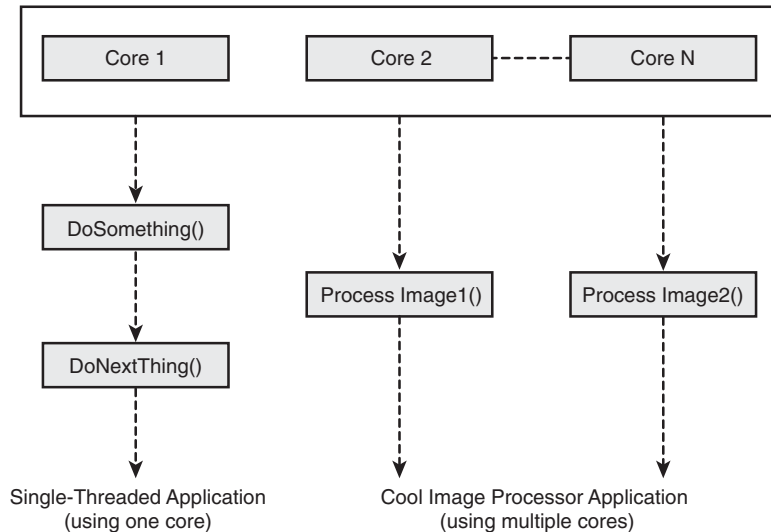 Core 1
Core 2
Core N
DoSomething()
Process Image1()
Process Image2()
DoNextThing()
Single-Threaded Application
(using one core)
Cool Image Processor Application
(using multiple cores)